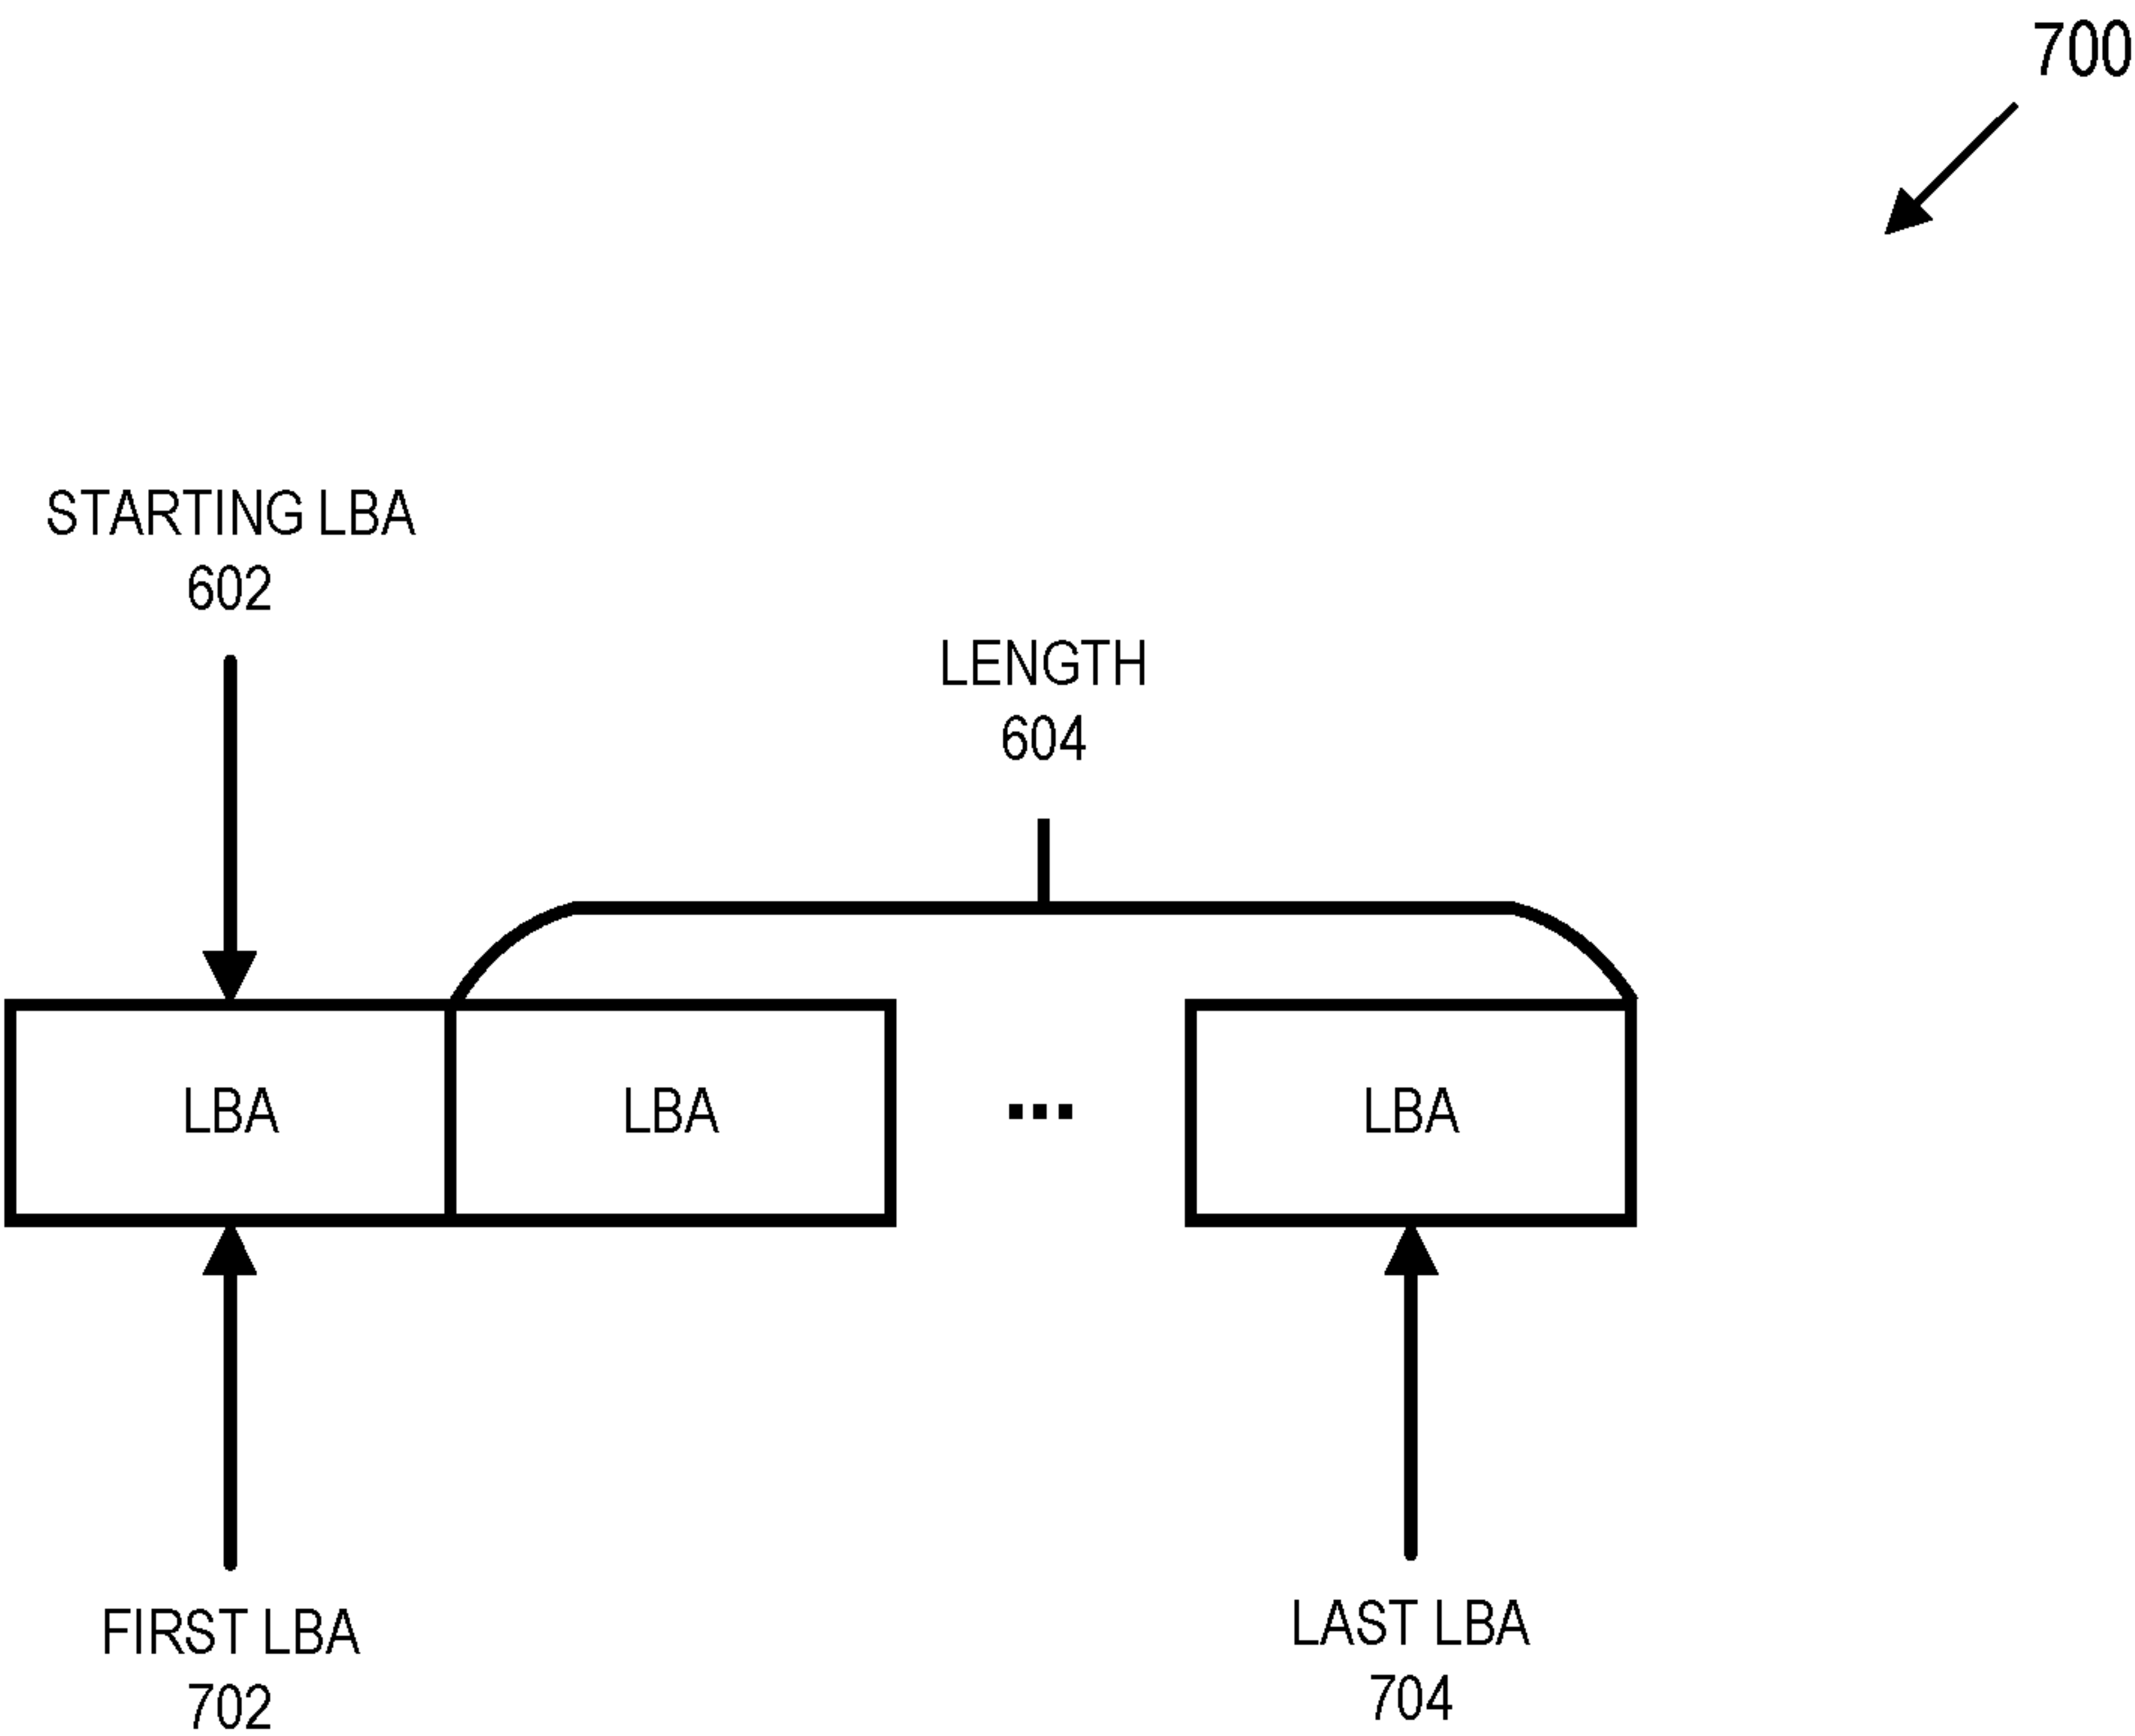 700
STARTING LBA
602
LENGTH
604
LBA
LBA
...
LBA
FIRST LBA
702
LAST LBA
704